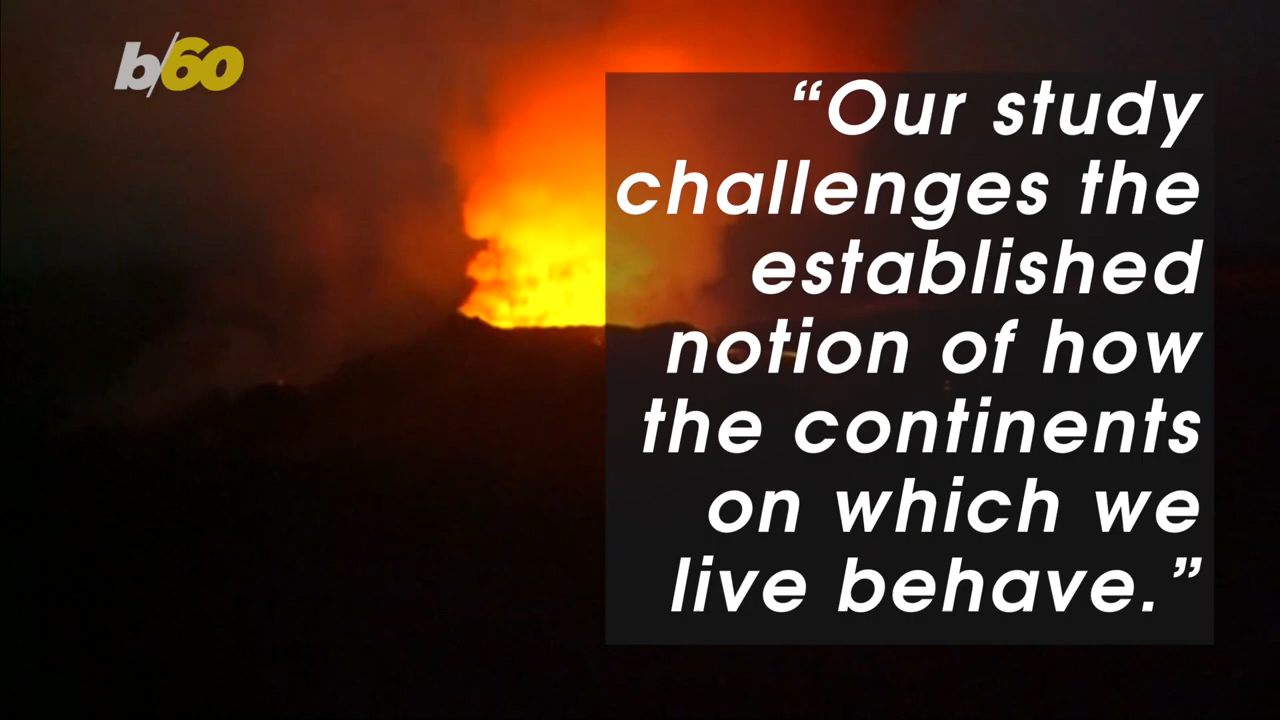 b/60
“Our study
challenges the
established
notion of how
the continents
on which we
live behave.”